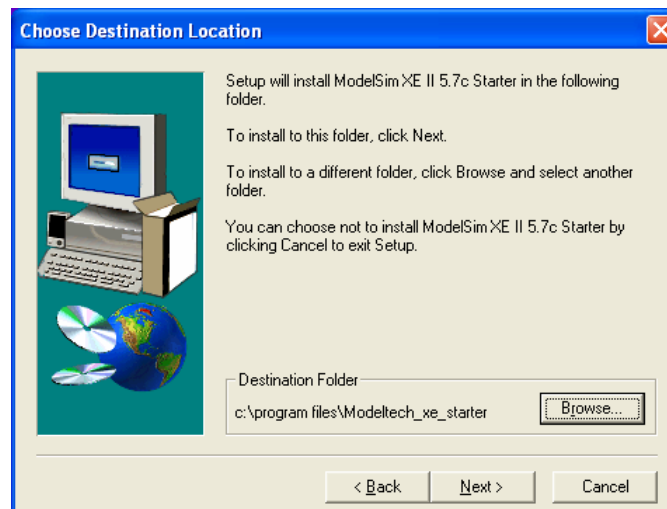 Choose Destination Location
Setup will install ModelSim XE II 5.7c Starter in the following
folder.
To install to this folder, click Next.
To install to a different folder, click Browse and select another
folder.
You can choose not to install ModelSim XE II 5.7c Starter by
clicking Cancel to exit Setup.
Destination Folder
c:\program files\Modeltech_xe_starter
Browse...
< Back
Next >
Cancel